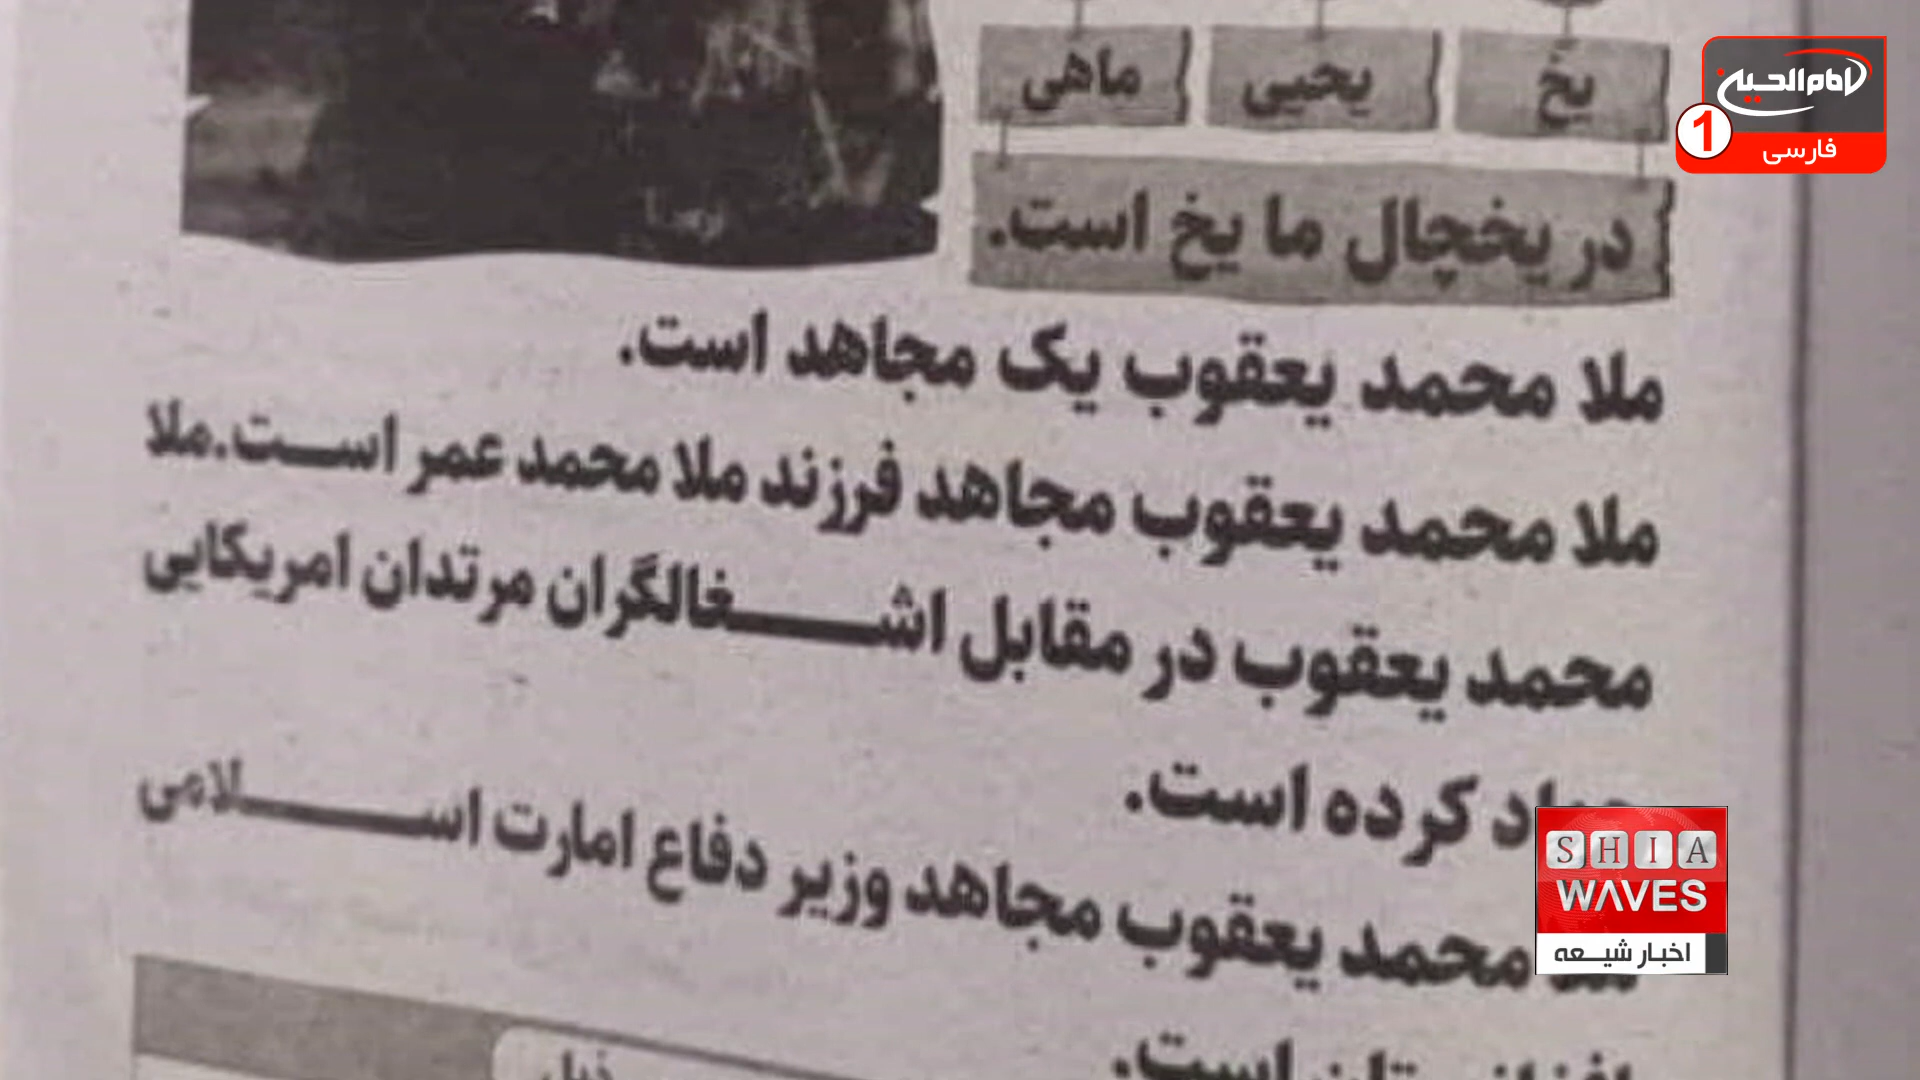 یخ یحیی ماهی
در یخچال ما یخ است.
ملا محمد یعقوب یک مجاهد است.
ملا محمد یعقوب مجاهد فرزند ملا محمد عمر است.ملا
محمد یعقوب در مقابل اشغالگران مرتدان امریکایی
کرده است.
محمد یعقوب مجاهد وزیر دفاع امارت اسلامی
است.
امام الحسین
1
فارسی
SHIA
WAVES
اخبار شیعه